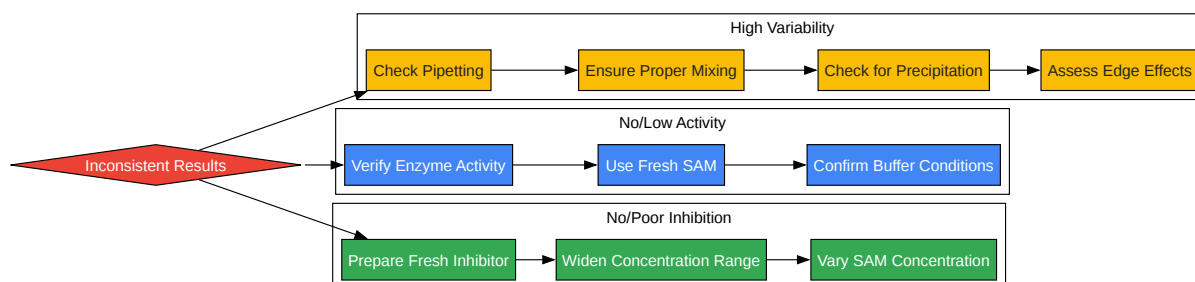 High Variability
Check Pipetting
Ensure Proper Mixing
Check for Precipitation
Assess Edge Effects
Inconsistent Results
No/Low Activity
Verify Enzyme Activity
Use Fresh SAM
Confirm Buffer Conditions
No/Poor Inhibition
Prepare Fresh Inhibitor
Widen Concentration Range
Vary SAM Concentration